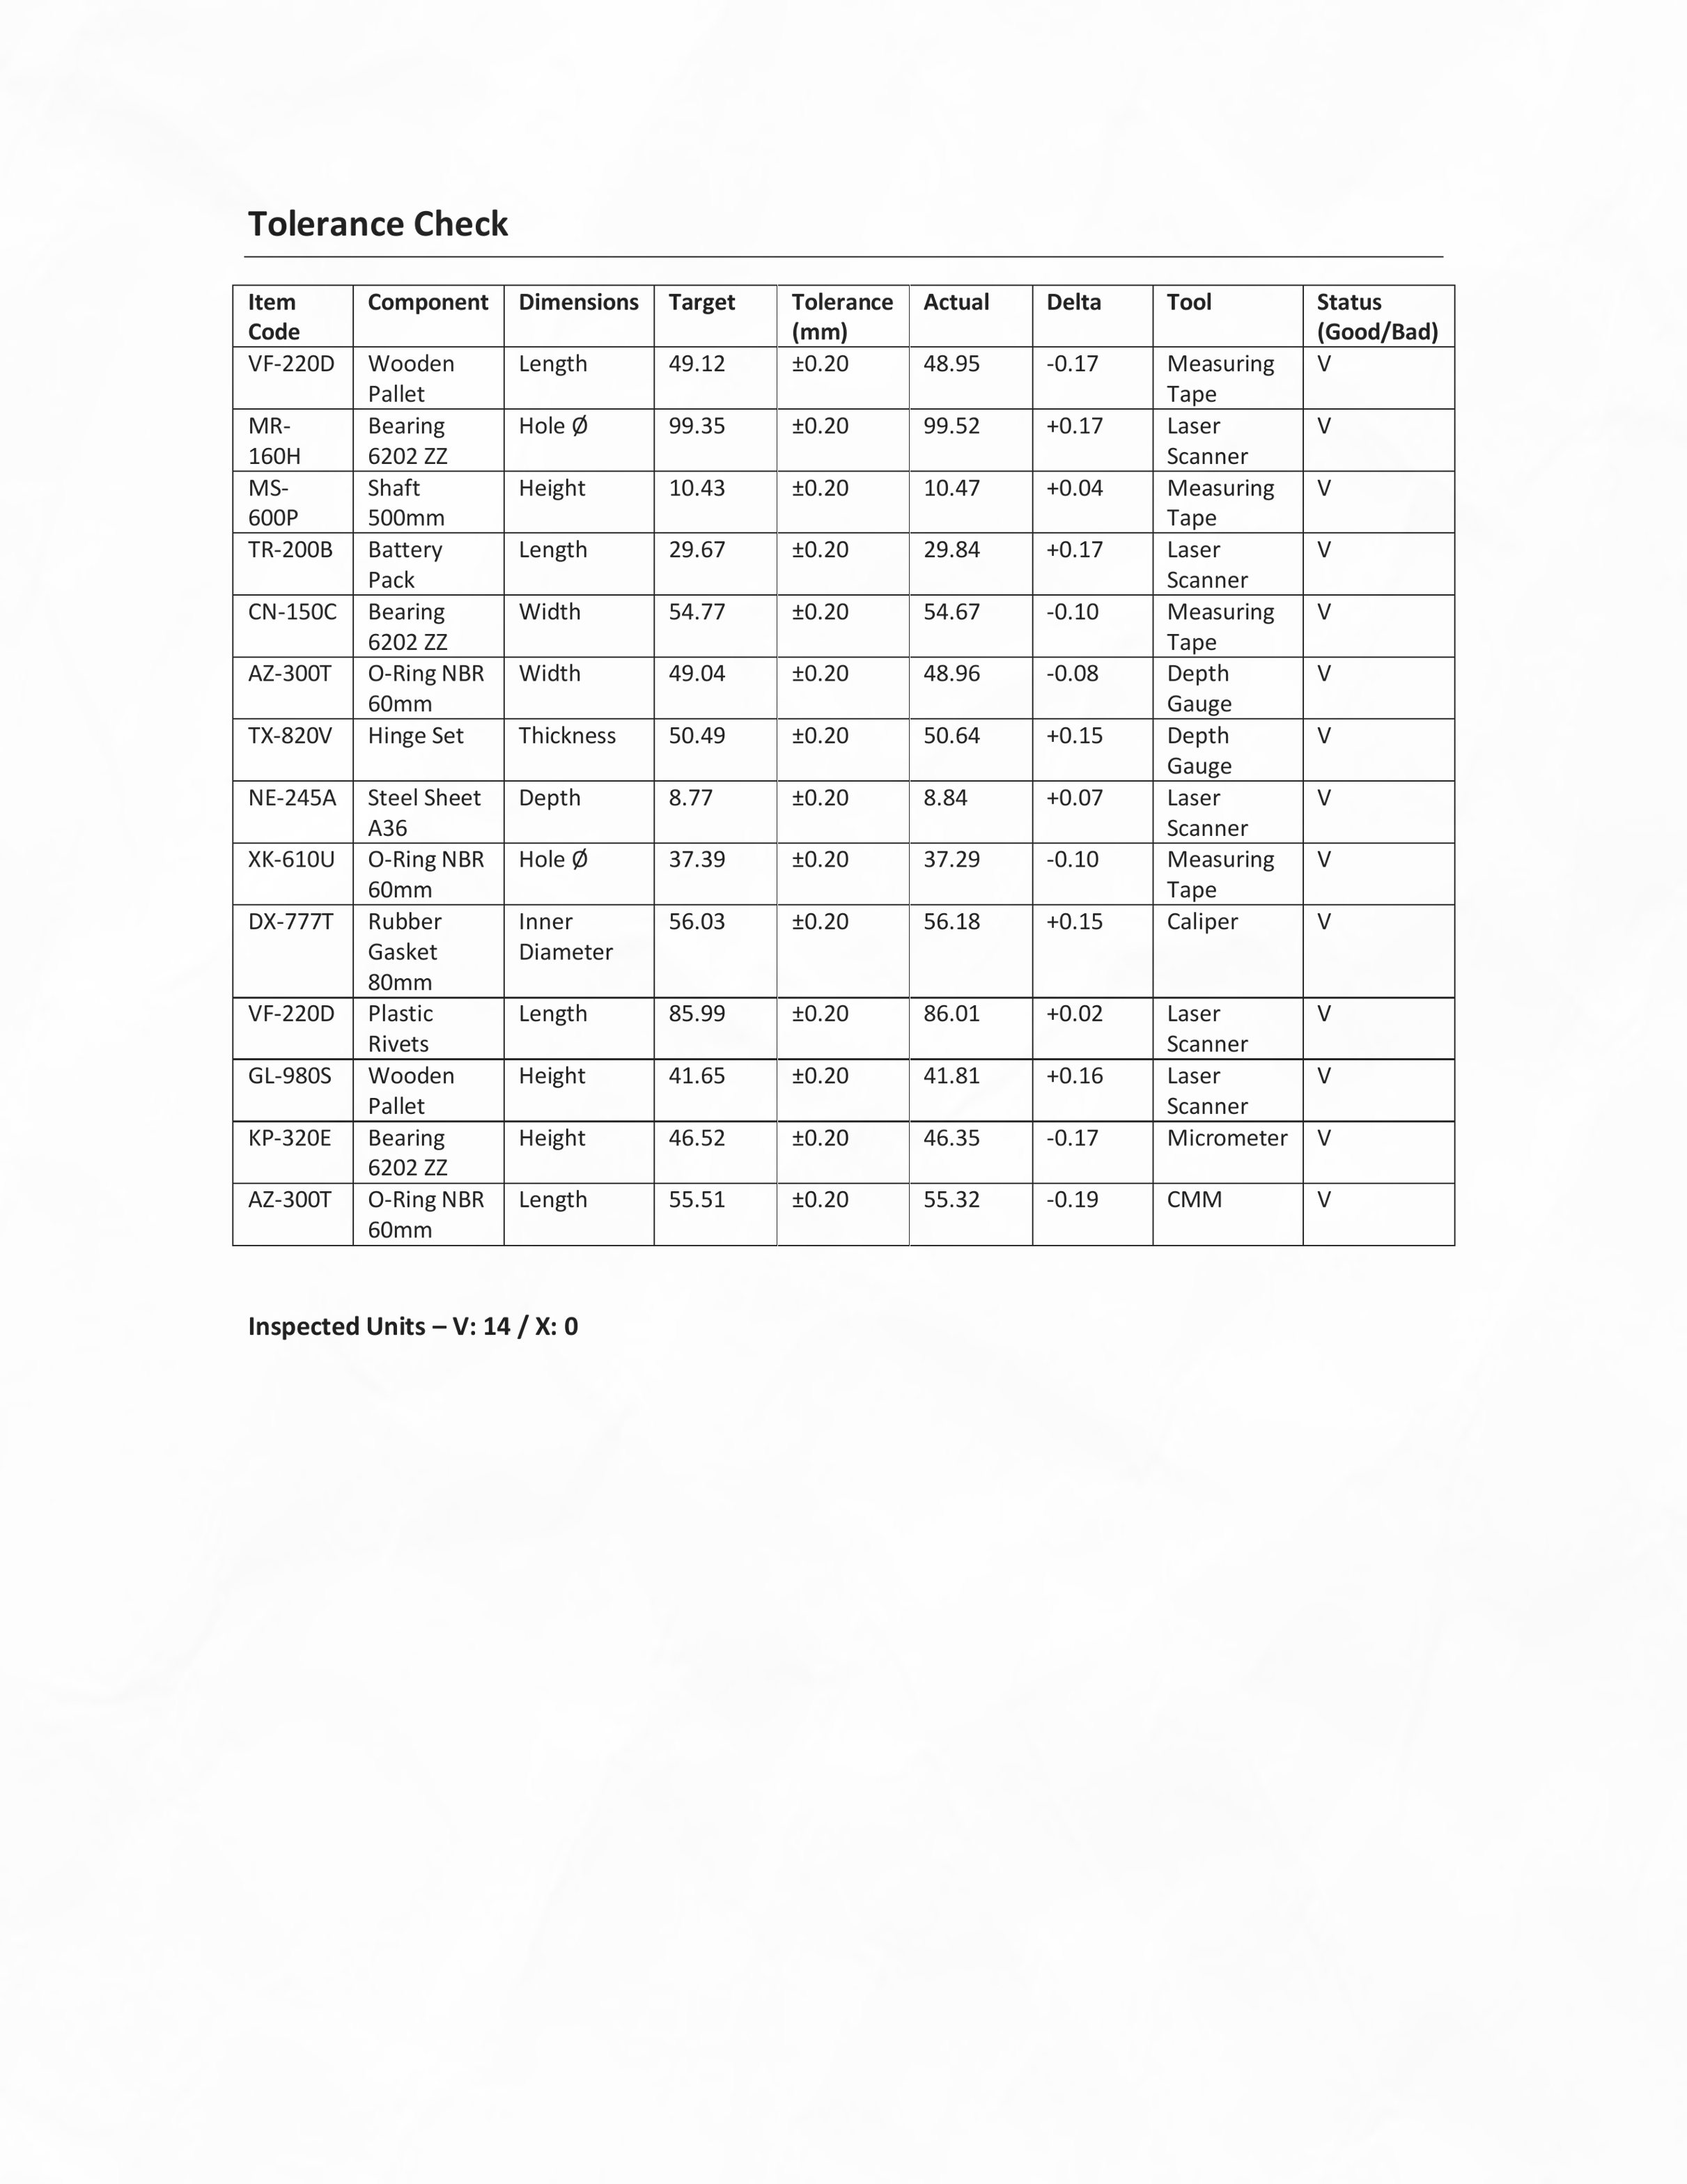 Tolerance Check
Item Code Component Dimensions Target Tolerance (mm) Actual Delta Tool Status (Good/Bad)
VF-220D Wooden Pallet Length 49.12 ±0.20 48.95 -0.17 Measuring Tape V
MR-160H Bearing 6202 ZZ Hole Ø 99.35 ±0.20 99.52 +0.17 Laser Scanner V
MS-600P Shaft 500mm Height 10.43 ±0.20 10.47 +0.04 Measuring Tape V
TR-200B Battery Pack Length 29.67 ±0.20 29.84 +0.17 Laser Scanner V
CN-150C Bearing 6202 ZZ Width 54.77 ±0.20 54.67 -0.10 Measuring Tape V
AZ-300T O-Ring NBR 60mm Width 49.04 ±0.20 48.96 -0.08 Depth Gauge V
TX-820V Hinge Set Thickness 50.49 ±0.20 50.64 +0.15 Depth Gauge V
NE-245A Steel Sheet A36 Depth 8.77 ±0.20 8.84 +0.07 Laser Scanner V
XK-610U O-Ring NBR 60mm Hole Ø 37.39 ±0.20 37.29 -0.10 Measuring Tape V
DX-777T Rubber Gasket 80mm Inner Diameter 56.03 ±0.20 56.18 +0.15 Caliper V
VF-220D Plastic Rivets Length 85.99 ±0.20 86.01 +0.02 Laser Scanner V
GL-980S Wooden Pallet Height 41.65 ±0.20 41.81 +0.16 Laser Scanner V
KP-320E Bearing 6202 ZZ Height 46.52 ±0.20 46.35 -0.17 Micrometer V
AZ-300T O-Ring NBR 60mm Length 55.51 ±0.20 55.32 -0.19 CMM V
Inspected Units – V: 14 / X: 0